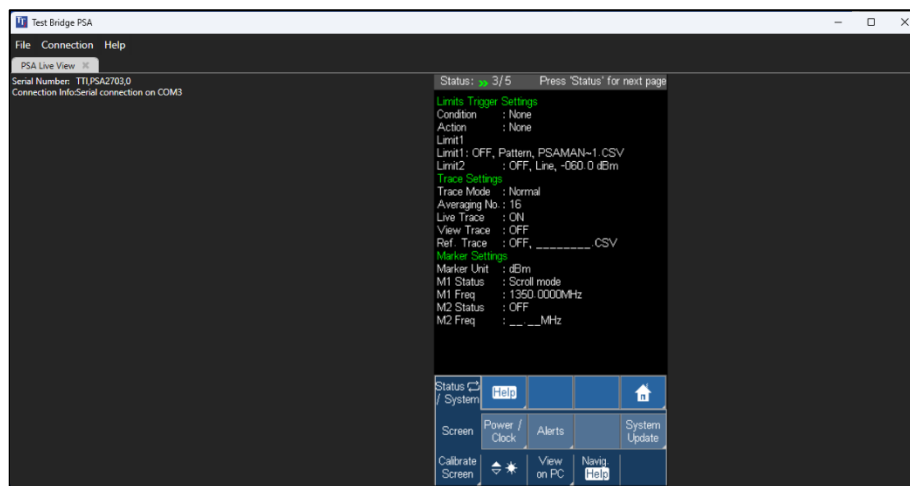 Test Bridge PSA
File Connection Help
PSA Live View
Serial Number: TTI,PSA2703,0
Connection Info:Serial connection on COM3
Status: 3/5 Press 'Status' for next page
Limits Trigger Settings
Condition : None
Action : None
Limit1
Limit1: OFF, Pattern, PSAMAN~1.CSV
Limit2 : OFF, Line, -060.0 dBm
Trace Settings
Trace Mode : Normal
Averaging No. : 16
Live Trace : ON
View Trace : OFF
Ref. Trace : OFF, ________.CSV
Marker Settings
Marker Unit : dBm
M1 Status : Scroll mode
M1 Freq : 1350.0000MHz
M2 Status : OFF
M2 Freq : __.__MHz
Status / System
Help
Screen
Power / Clock
Alerts
System Update
Calibrate Screen
View on PC
Navig. Help